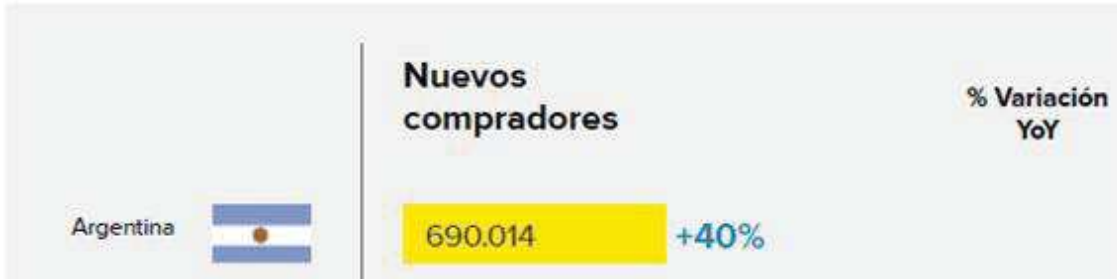 Nuevos
compradores
% Variación
YoY
Argentina
690.014 +40%